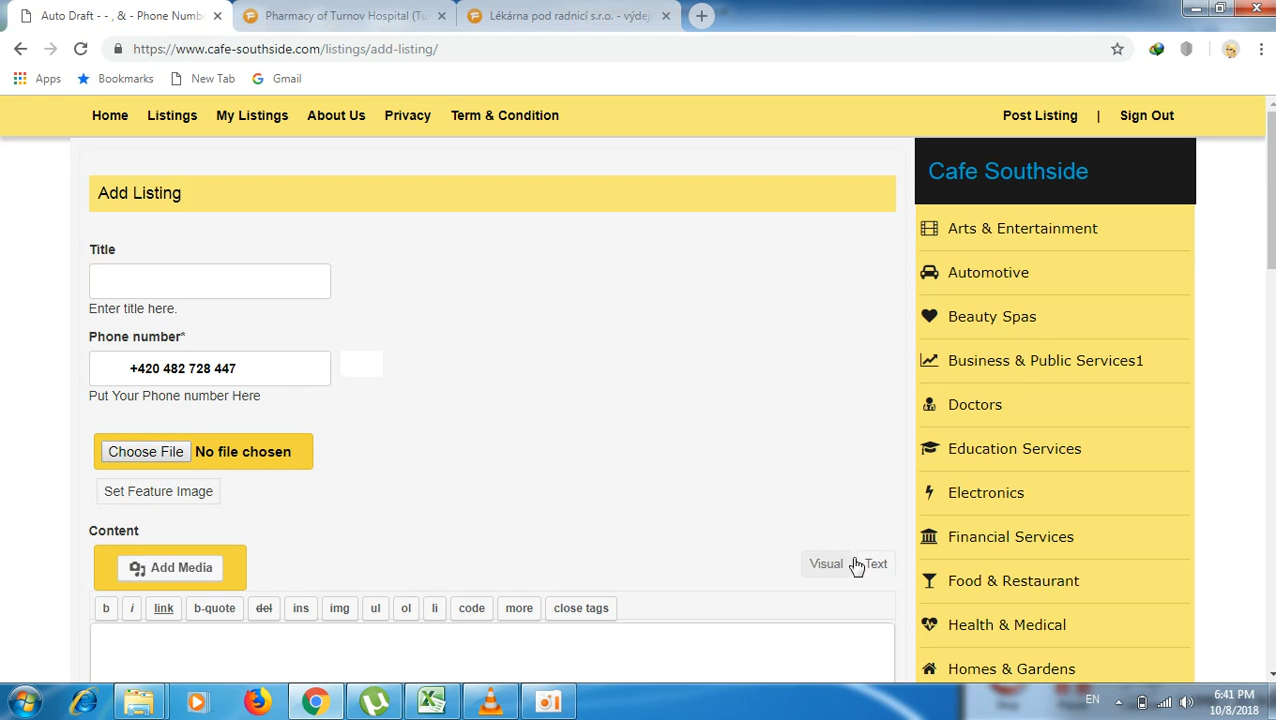 Auto Draft - - , & - Phone Numb
Pharmacy of Turnov Hospital (Tu
Lékárna pod radnicí s.r.o. - výdej
https://www.cafe-southside.com/listings/add-listing/
Apps Bookmarks New Tab Gmail
Home Listings My Listings About Us Privacy Term & Condition Post Listing | Sign Out
Add Listing
Title
Enter title here.
Phone number*
+420 482 728 447
Put Your Phone number Here
Choose File No file chosen
Set Feature Image
Content
Add Media
Visual Text
b i link b-quote del ins img ul ol li code more close tags
Cafe Southside
Arts & Entertainment
Automotive
Beauty Spas
Business & Public Services1
Doctors
Education Services
Electronics
Financial Services
Food & Restaurant
Health & Medical
Homes & Gardens
EN
6:41 PM
10/8/2018